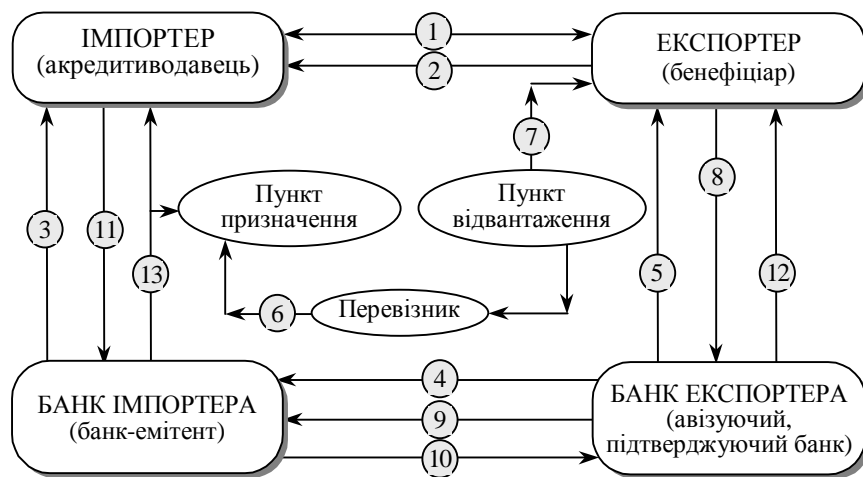 ІМПОРТЕР
(акредитиводавець)
1
2
ЕКСПОРТЕР
(бенефіціар)
7
8
Пункт
призначення
Пункт
відвантаження
3
11
13
5
12
6
Перевізник
БАНК ІМПОРТЕРА
(банк-емітент)
4
9
10
БАНК ЕКСПОРТЕРА
(авізуючий,
підтверджуючий банк)